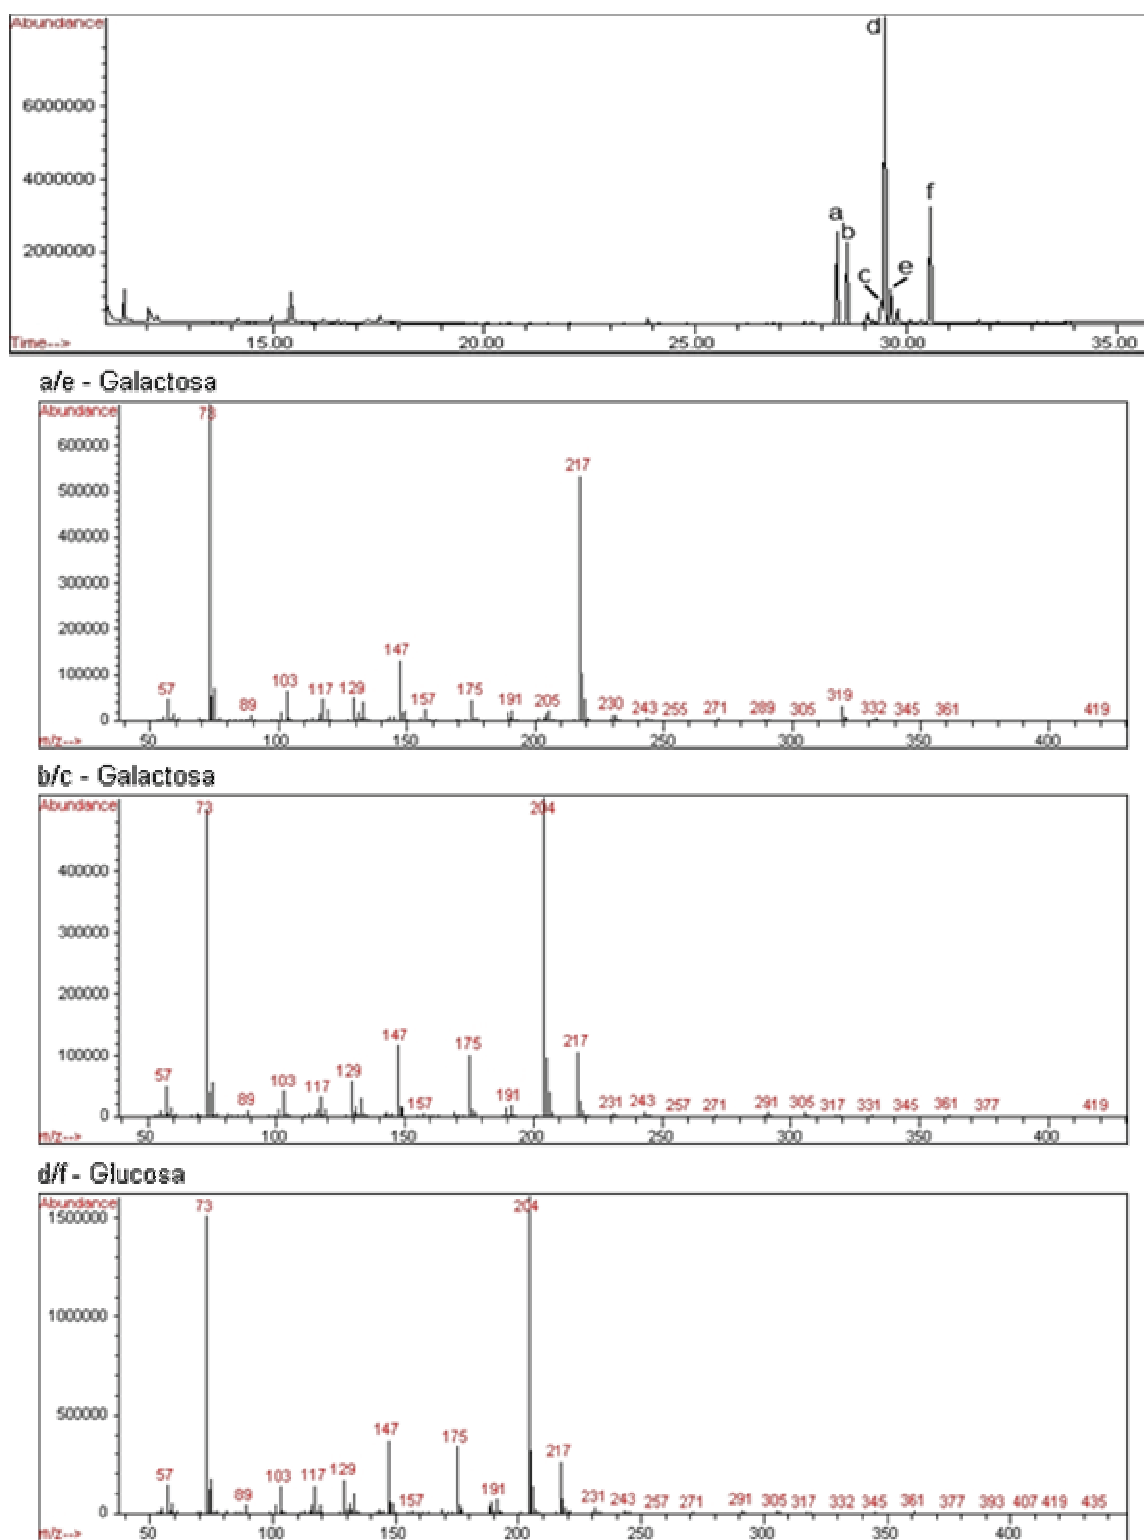 Abundance
d
6000000
4000000
a
f
2000000
b
c
e
Time--> 15.00 20.00 25.00 30.00 35.00
a/e - Galactosa
Abundance
73
600000
217
500000
400000
300000
200000
147
100000
57 89 103 117 129 157 175 191 205 230 243 255 271 289 305 319 332 345 361 419
0
m/z--> 50 100 150 200 250 300 350 400
b/c - Galactosa
Abundance
73 204
400000
300000
200000
147
100000
57 89 103 117 129 157 175 191 217 231 243 257 271 291 305 317 331 345 361 377 419
0
m/z--> 50 100 150 200 250 300 350 400
d/f - Glucosa
Abundance
73 204
1500000
1000000
500000
147
175
217
57 89 103 117 129 157 191 231 243 257 271 291 305 317 332 345 361 377 393 407 419 435
0
m/z--> 50 100 150 200 250 300 350 400